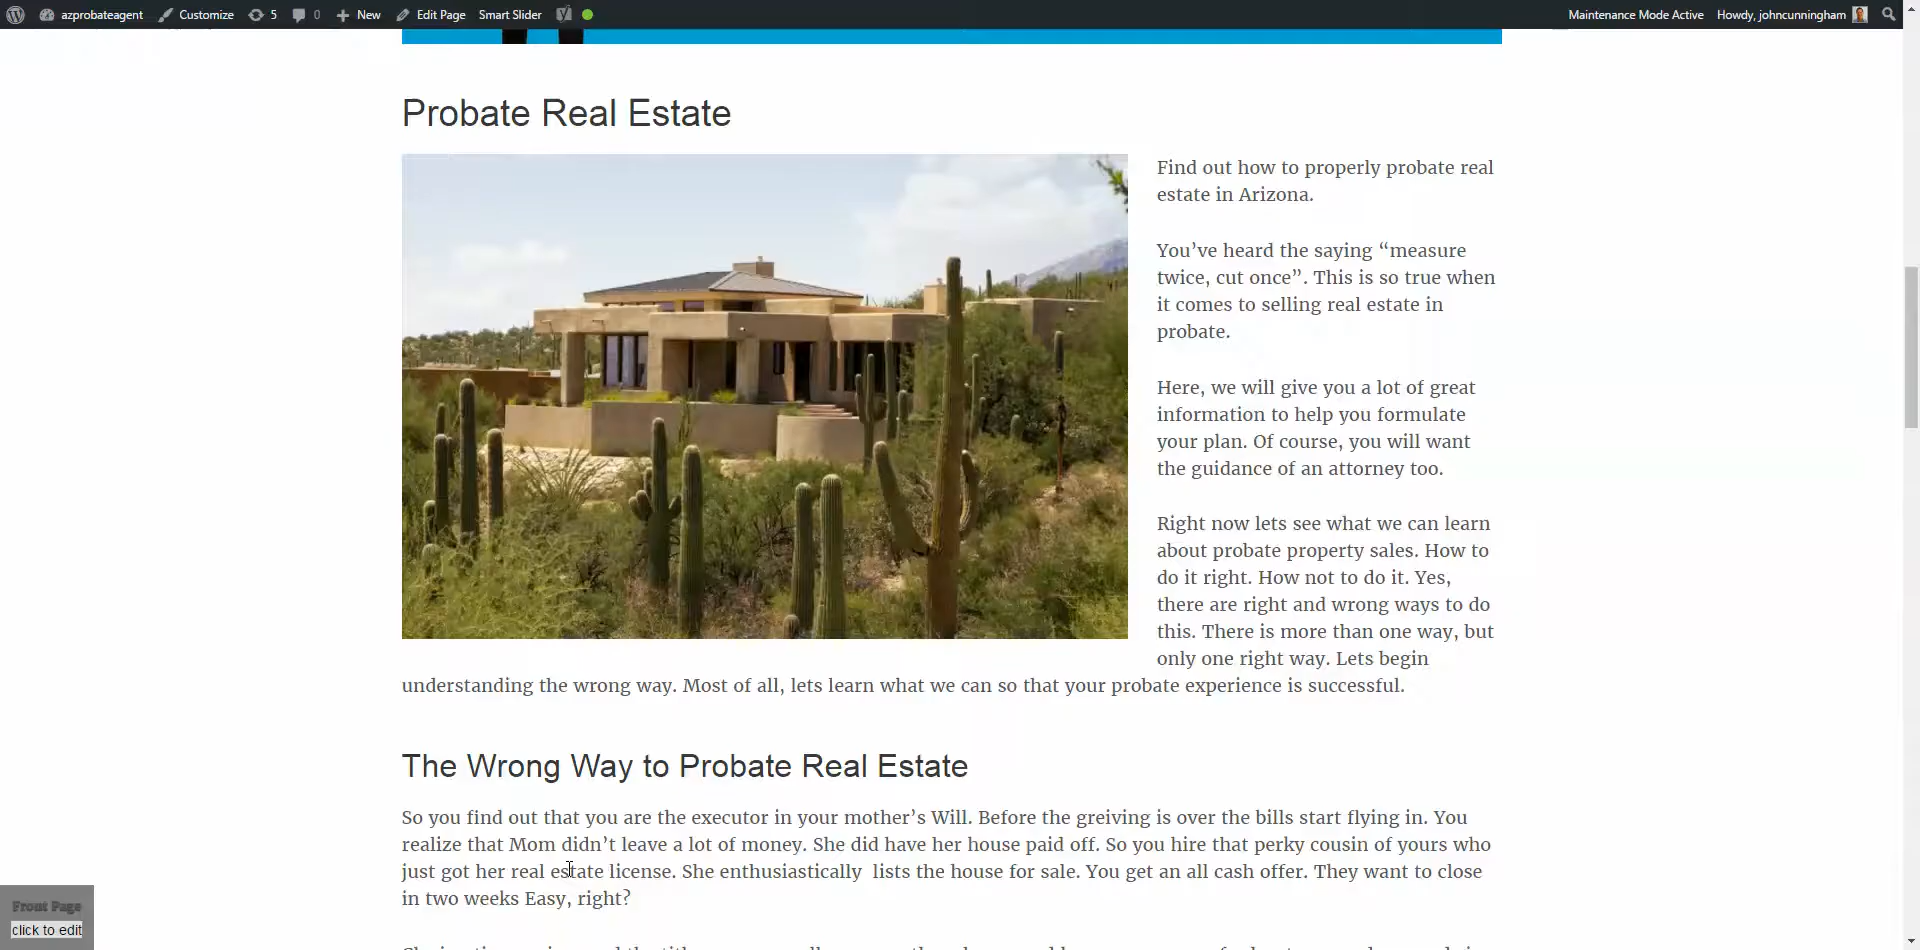 azprobateagent Customize 5 0 New Edit Page Smart Slider Maintenance Mode Active Howdy, johncunningham
Probate Real Estate
Find out how to properly probate real
estate in Arizona.
You’ve heard the saying “measure
twice, cut once”. This is so true when
it comes to selling real estate in
probate.
Here, we will give you a lot of great
information to help you formulate
your plan. Of course, you will want
the guidance of an attorney too.
Right now lets see what we can learn
about probate property sales. How to
do it right. How not to do it. Yes,
there are right and wrong ways to do
this. There is more than one way, but
only one right way. Lets begin
understanding the wrong way. Most of all, lets learn what we can so that your probate experience is successful.
The Wrong Way to Probate Real Estate
So you find out that you are the executor in your mother’s Will. Before the greiving is over the bills start flying in. You
realize that Mom didn’t leave a lot of money. She did have her house paid off. So you hire that perky cousin of yours who
just got her real estate license. She enthusiastically  lists the house for sale. You get an all cash offer. They want to close
in two weeks Easy, right?
Front Page
click to edit